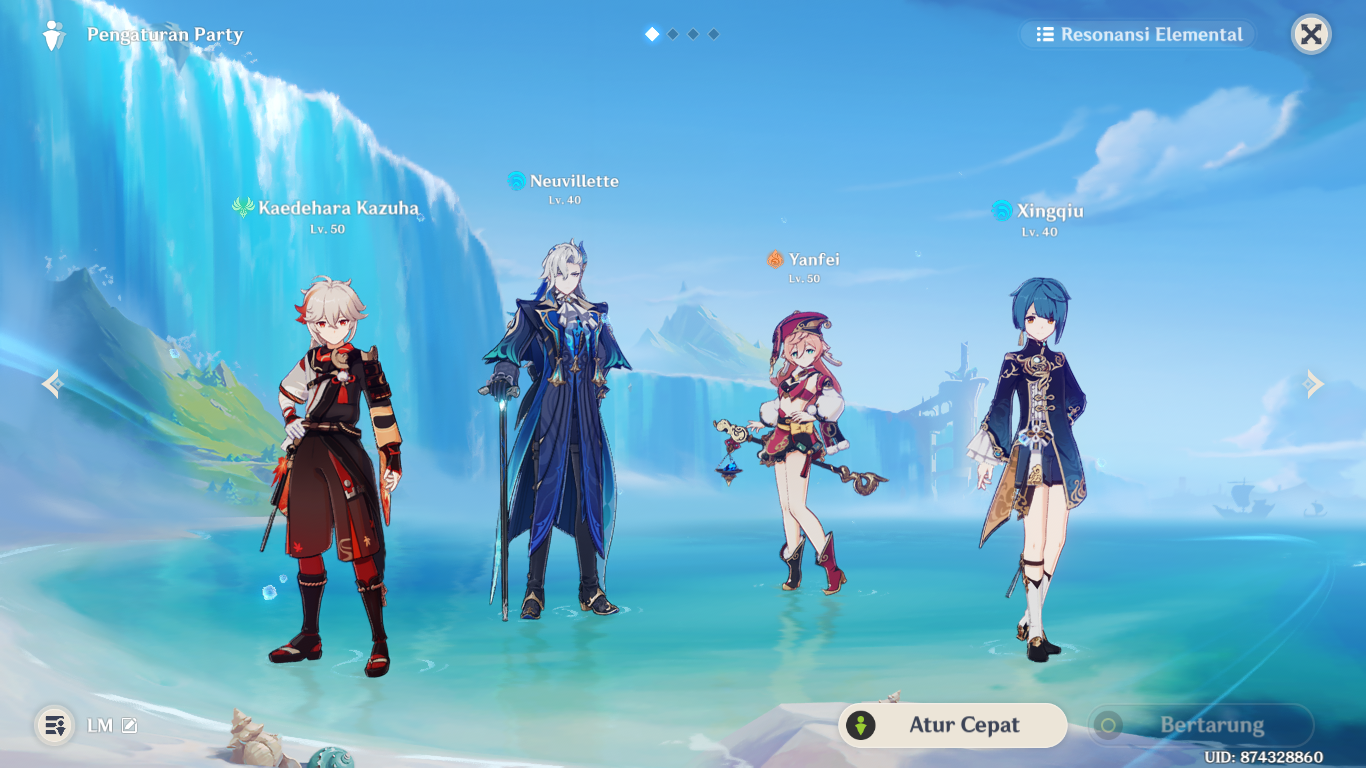 Pengaturan Party
Resonansi Elemental
Neuvillette
Lv. 40
Kaedehara Kazuha
Lv. 50
Xingqiu
Lv. 40
Yanfei
Lv. 50
LM
Atur Cepat
Bertarung
UID: 874328860